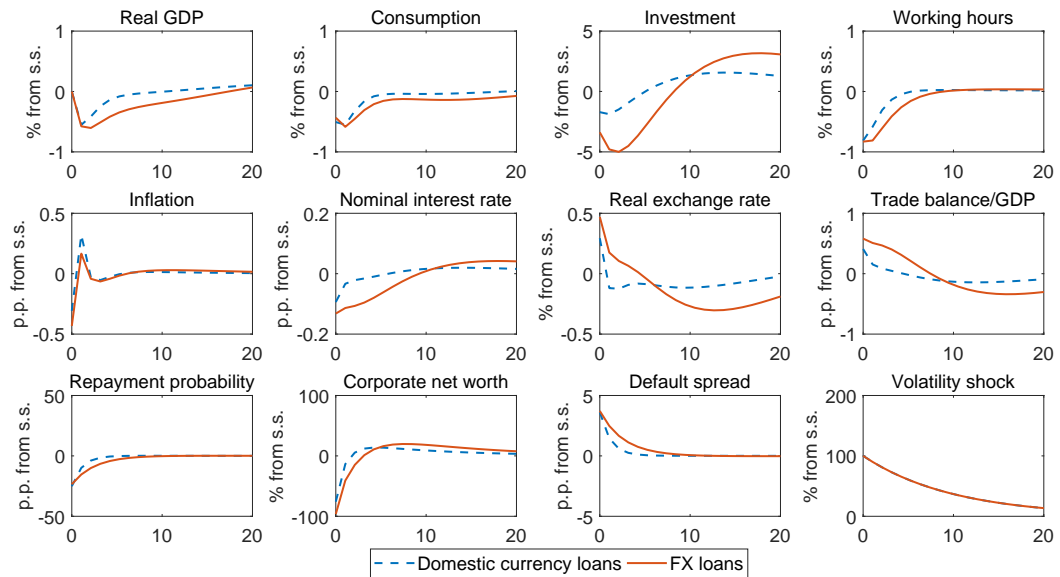 Real GDP
Consumption
Investment
Working hours
% from s.s.
1
0
-1
0 10 20
% from s.s.
1
0
-1
0 10 20
% from s.s.
5
0
-5
0 10 20
% from s.s.
1
0
-1
0 10 20
Inflation
Nominal interest rate
Real exchange rate
Trade balance/GDP
p.p. from s.s.
0.5
0
-0.5
0 10 20
p.p. from s.s.
0.2
0
-0.2
0 10 20
% from s.s.
0.5
0
-0.5
0 10 20
p.p. from s.s.
1
0
-1
0 10 20
Repayment probability
Corporate net worth
Default spread
Volatility shock
p.p. from s.s.
50
0
-50
0 10 20
% from s.s.
100
0
-100
0 10 20
p.p. from s.s.
5
0
-5
0 10 20
% from s.s.
200
100
0
0 10 20
Domestic currency loans FX loans